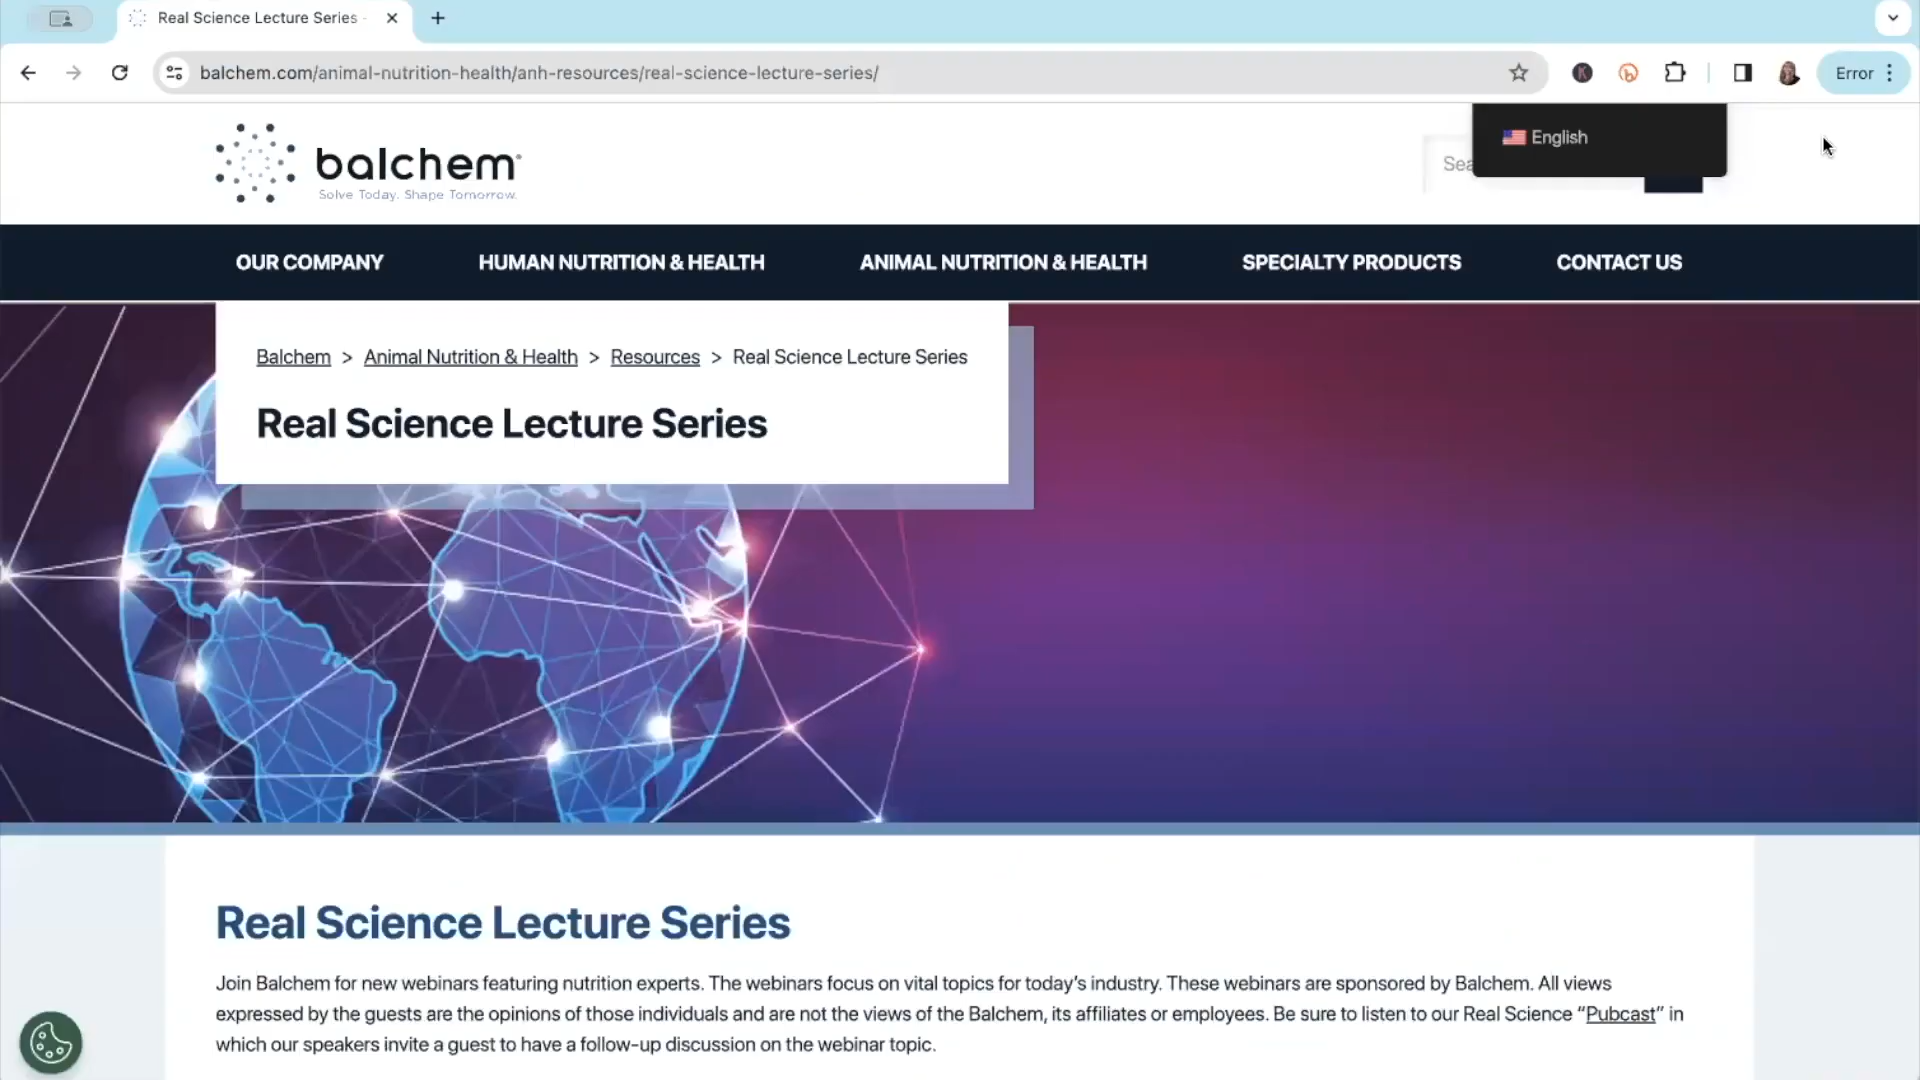 Real Science Lecture Series -
balchem.com/animal-nutrition-health/anh-resources/real-science-lecture-series/
Error
English
balchem
Solve Today. Shape Tomorrow.
OUR COMPANY
HUMAN NUTRITION & HEALTH
ANIMAL NUTRITION & HEALTH
SPECIALTY PRODUCTS
CONTACT US
Balchem > Animal Nutrition & Health > Resources > Real Science Lecture Series
Real Science Lecture Series
Real Science Lecture Series
Join Balchem for new webinars featuring nutrition experts. The webinars focus on vital topics for today’s industry. These webinars are sponsored by Balchem. All views
expressed by the guests are the opinions of those individuals and are not the views of the Balchem, its affiliates or employees. Be sure to listen to our Real Science “Pubcast” in
which our speakers invite a guest to have a follow-up discussion on the webinar topic.